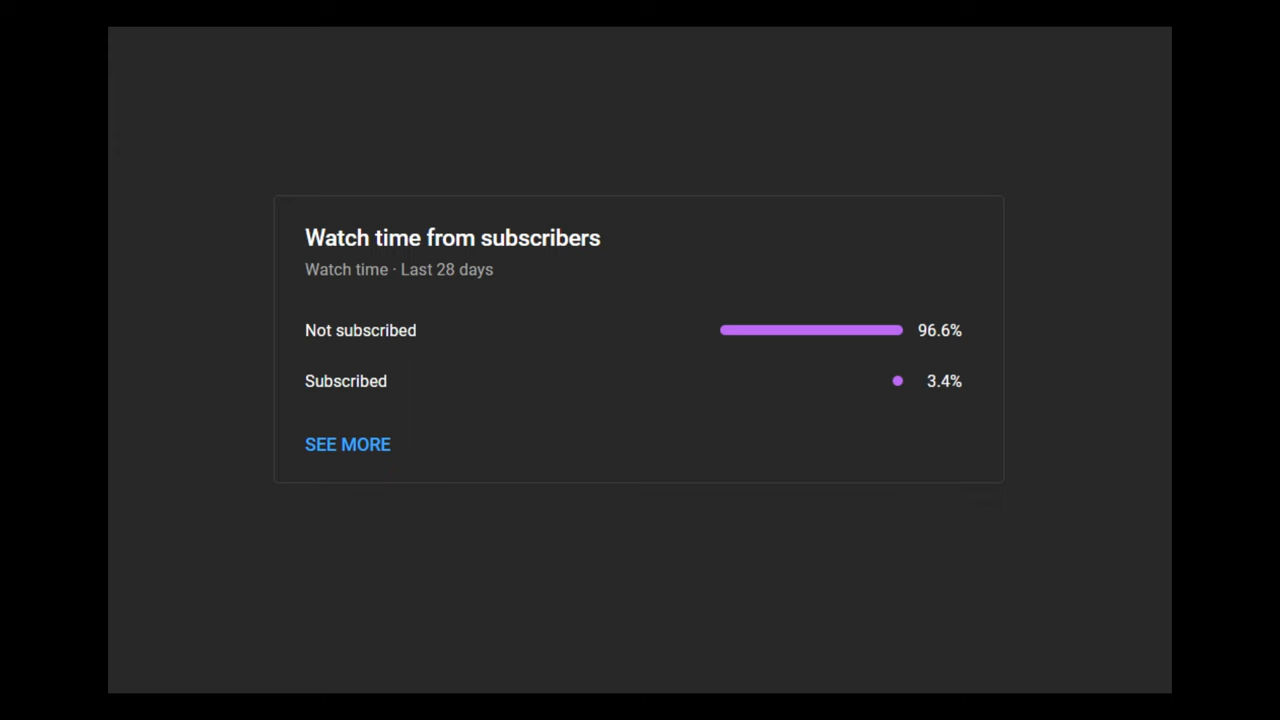 Watch time from subscribers
Watch time · Last 28 days
Not subscribed 96.6%
Subscribed 3.4%
SEE MORE